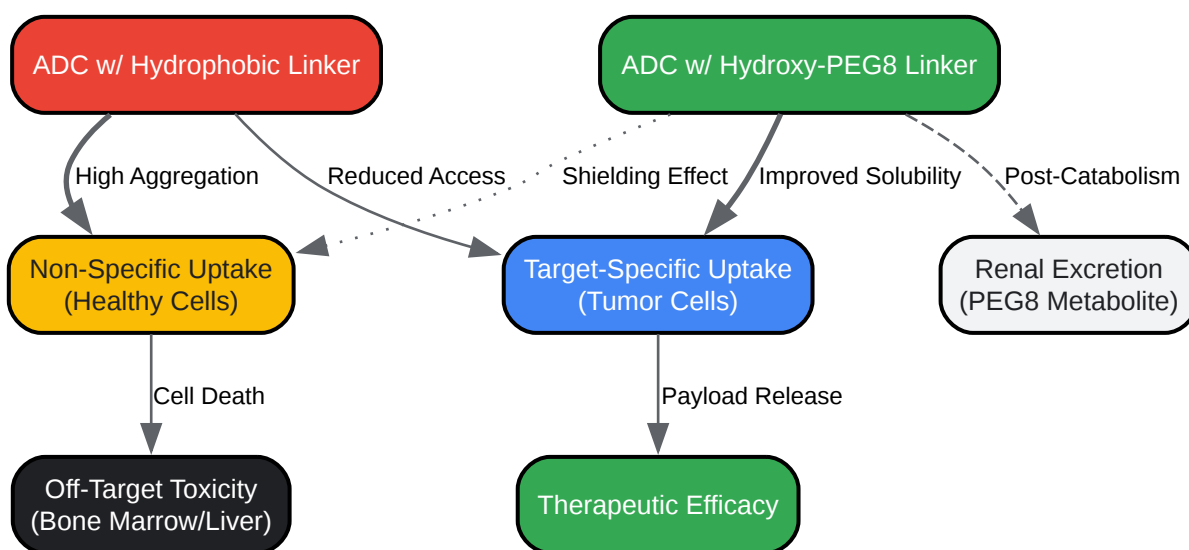 ADC w/ Hydrophobic Linker
ADC w/ Hydroxy-PEG8 Linker
High Aggregation
Reduced Access
Shielding Effect
Improved Solubility
Post-Catabolism
Non-Specific Uptake
(Healthy Cells)
Target-Specific Uptake
(Tumor Cells)
Renal Excretion
(PEG8 Metabolite)
Cell Death
Payload Release
Off-Target Toxicity
(Bone Marrow/Liver)
Therapeutic Efficacy